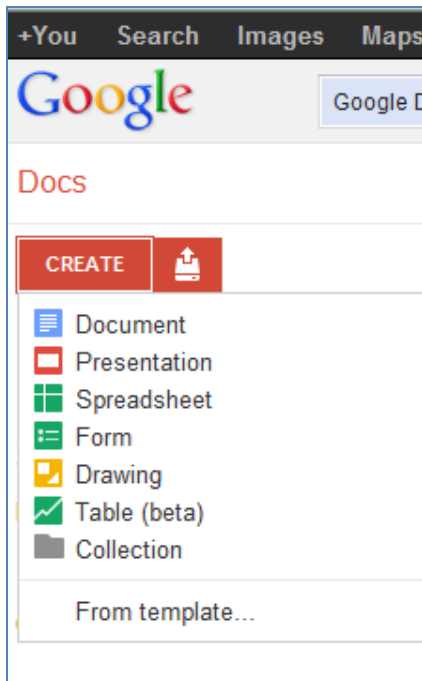 +You Search Images Maps
Google
Google D
Docs
CREATE
Document
Presentation
Spreadsheet
Form
Drawing
Table (beta)
Collection
From template...